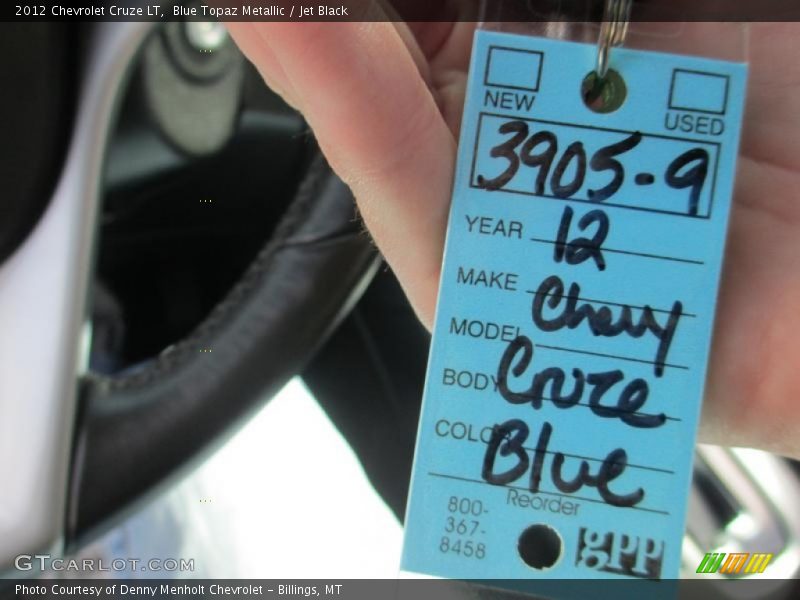 2012 Chevrolet Cruze LT, Blue Topaz Metallic / Jet Black
NEW
USED
3905-9
YEAR 12
MAKE Chevy
MODEL Cruze
BODY
COLOR Blue
Reorder
800-
367-
8458
gpp
GTCARLOT.COM
Photo Courtesy of Denny Menholt Chevrolet – Billings, MT